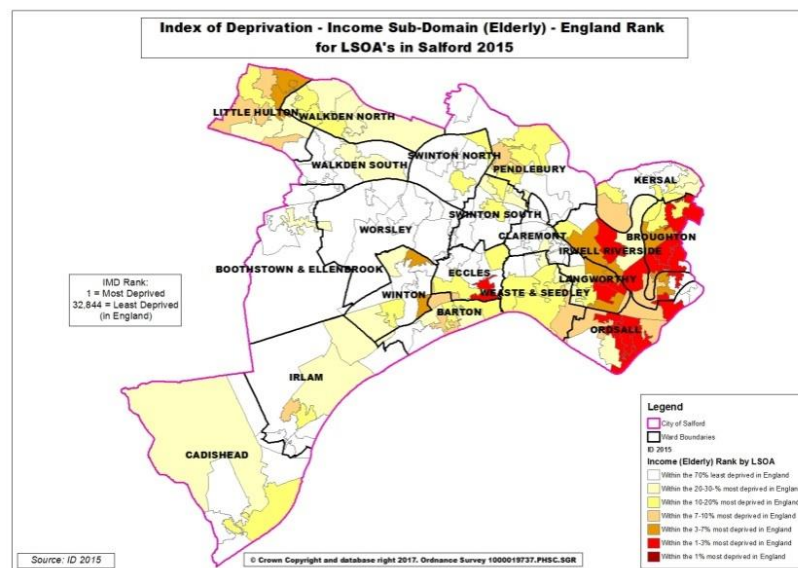 Index of Deprivation - Income Sub-Domain (Elderly) - England Rank
for LSOA's in Salford 2015
LITTLE HULTON
WALKDEN NORTH
SWINTON NORTH
PENDLEBURY
WALKDEN SOUTH
KERSAL
SWINTON SOUTH
WORSLEY
CLAREMONT
BROUGHTON
IRWELL RIVERSIDE
BOOTHSTOWN & ELLENBROOK
ECCLES
LANGWORTHY
IMD Rank:
1 = Most Deprived
32,844 = Least Deprived
(in England)
WINTON
WEASTE & SEEDLEY
BARTON
ORDSALL
IRLAM
CADISHEAD
Legend
City of Salford
Ward Boundaries
ID 2015
Income (Elderly) Rank by LSOA
Within the 70% least deprived in England
Within the 20-30-% most deprived in England
Within the 10-20% most deprived in England
Within the 7-10% most deprived in England
Within the 3-7% most deprived in England
Within the 1-3% most deprived in England
Within the 1% most deprived in England
Source: ID 2015
© Crown Copyright and database right 2017. Ordnance Survey 1000019737.PHSC.SGR